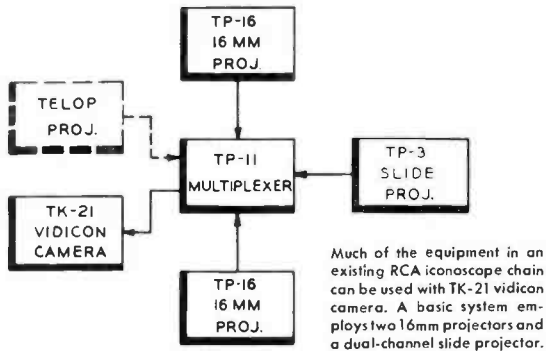 TP-16
16 MM
PROJ.
TELOP
PROJ.
TP-11
MULTIPLEXER
TP-3
SLIDE
PROJ.
TK-21
VIDICON
CAMERA
TP-16
16 MM
PROJ.
Much of the equipment in an
existing RCA iconoscope chain
can be used with TK-21 vidicon
camera. A basic system em-
ploys two 16mm projectors and
a dual-channel slide projector.